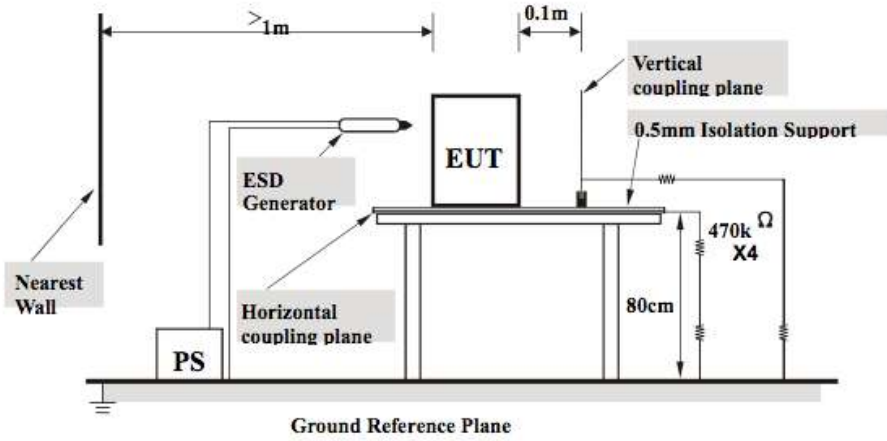 >
1m
0.1m
Vertical
coupling plane
0.5mm Isolation Support
EUT
ESD
Generator
470k Ω
X4
Nearest
Wall
Horizontal
coupling plane
80cm
PS
Ground Reference Plane